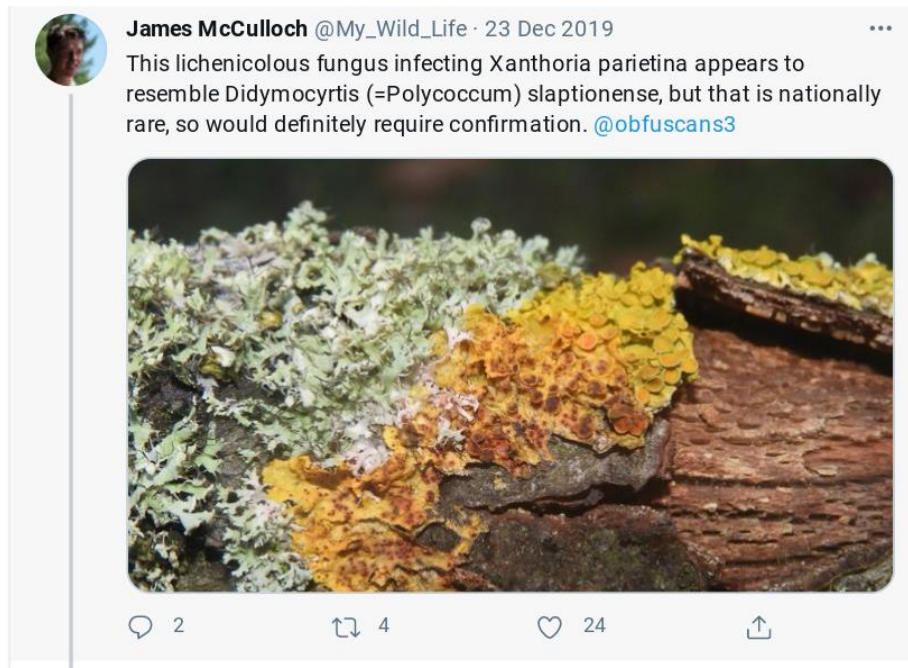 James McCulloch @My_Wild_Life · 23 Dec 2019
This lichenicolous fungus infecting Xanthoria parietina appears to
resemble Didymocyrtis (=Polycoccum) slaptionense, but that is nationally
rare, so would definitely require confirmation. @obfuscans3
2 4 24